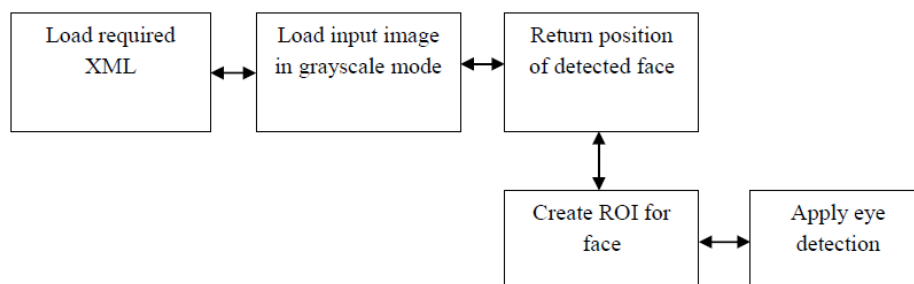 Load required
XML
Load input image
in grayscale mode
Return position
of detected face
Create ROI for
face
Apply eye
detection